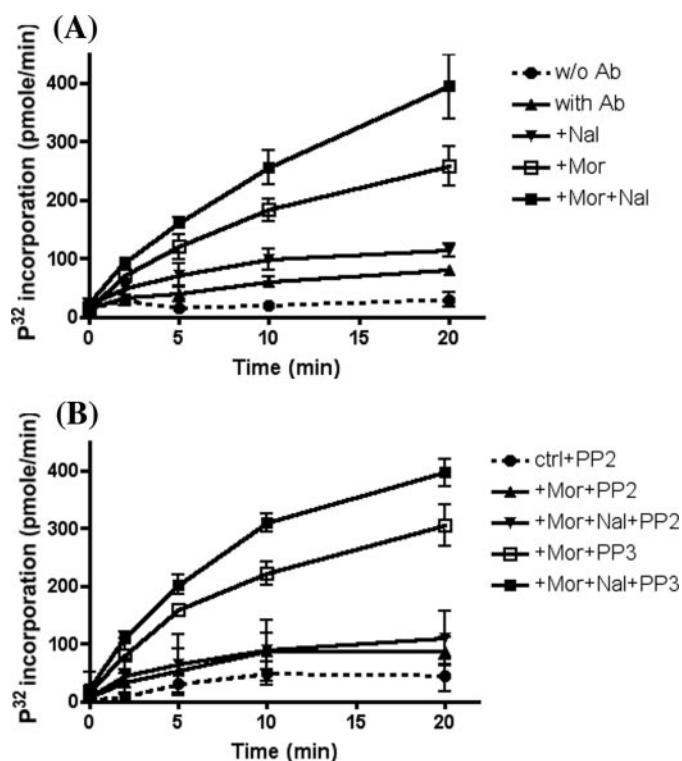 (A)
P³² incorporation (pmole/min)
400
300
200
100
0
0 5 10 15 20
Time (min)
w/o Ab
with Ab
+Nal
+Mor
+Mor+Nal
(B)
P³² incorporation (pmole/min)
400
300
200
100
0
0 5 10 15 20
Time (min)
ctrl+PP2
+Mor+PP2
+Mor+Nal+PP2
+Mor+PP3
+Mor+Nal+PP3